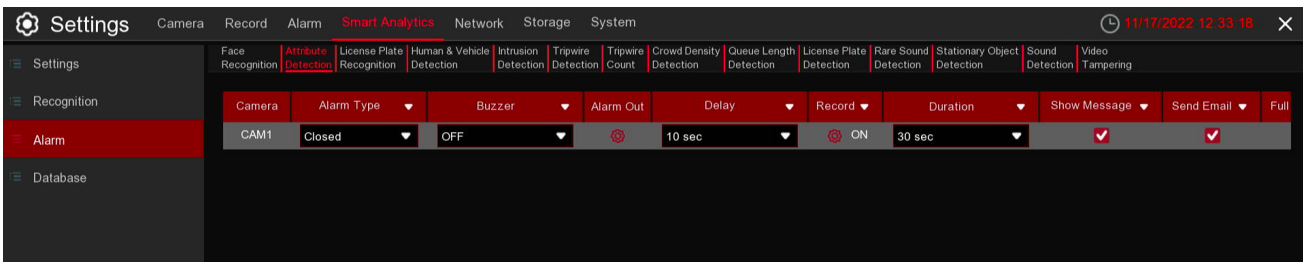 Settings Camera Record Alarm Smart Analytics Network Storage System 11/17/2022 12:33:18
Face Recognition Attribute Detection License Plate Recognition Human & Vehicle Detection Intrusion Detection Tripwire Detection Tripwire Count Crowd Density Detection Queue Length Detection License Plate Detection Rare Sound Detection Stationary Object Detection Sound Detection Video Tampering
Settings
Recognition
Alarm
Database
Camera Alarm Type Buzzer Alarm Out Delay Record Duration Show Message Send Email Full
CAM1 Closed OFF 10 sec ON 30 sec